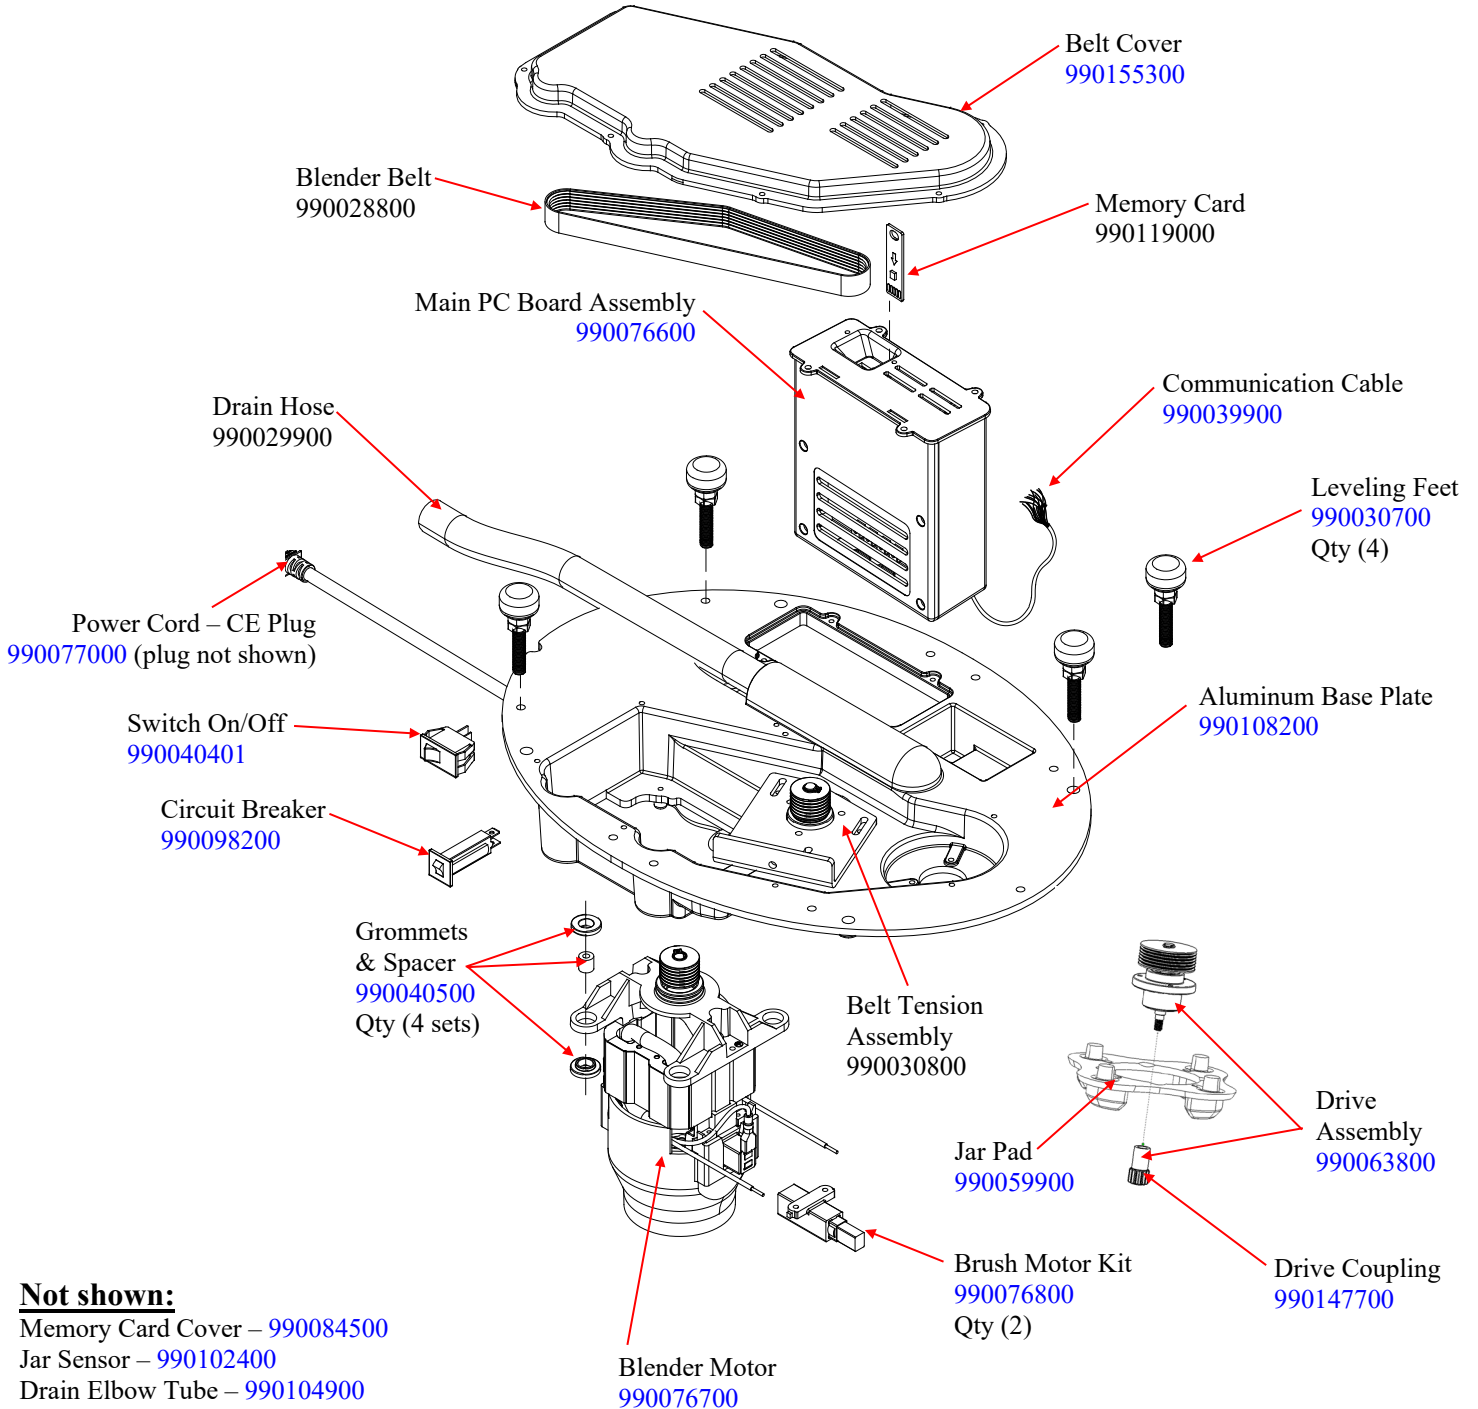 Belt Cover
990155300
Blender Belt
990028800
Memory Card
990119000
Main PC Board Assembly
990076600
Communication Cable
990039900
Drain Hose
990029900
Leveling Feet
990030700
Qty (4)
Power Cord – CE Plug
990077000 (plug not shown)
Aluminum Base Plate
990108200
Switch On/Off
990040401
Circuit Breaker
990098200
Grommets
& Spacer
990040500
Qty (4 sets)
Belt Tension
Assembly
990030800
Drive
Assembly
990063800
Jar Pad
990059900
Brush Motor Kit
990076800
Qty (2)
Drive Coupling
990147700
Blender Motor
990076700
Not shown:
Memory Card Cover – 990084500
Jar Sensor – 990102400
Drain Elbow Tube – 990104900